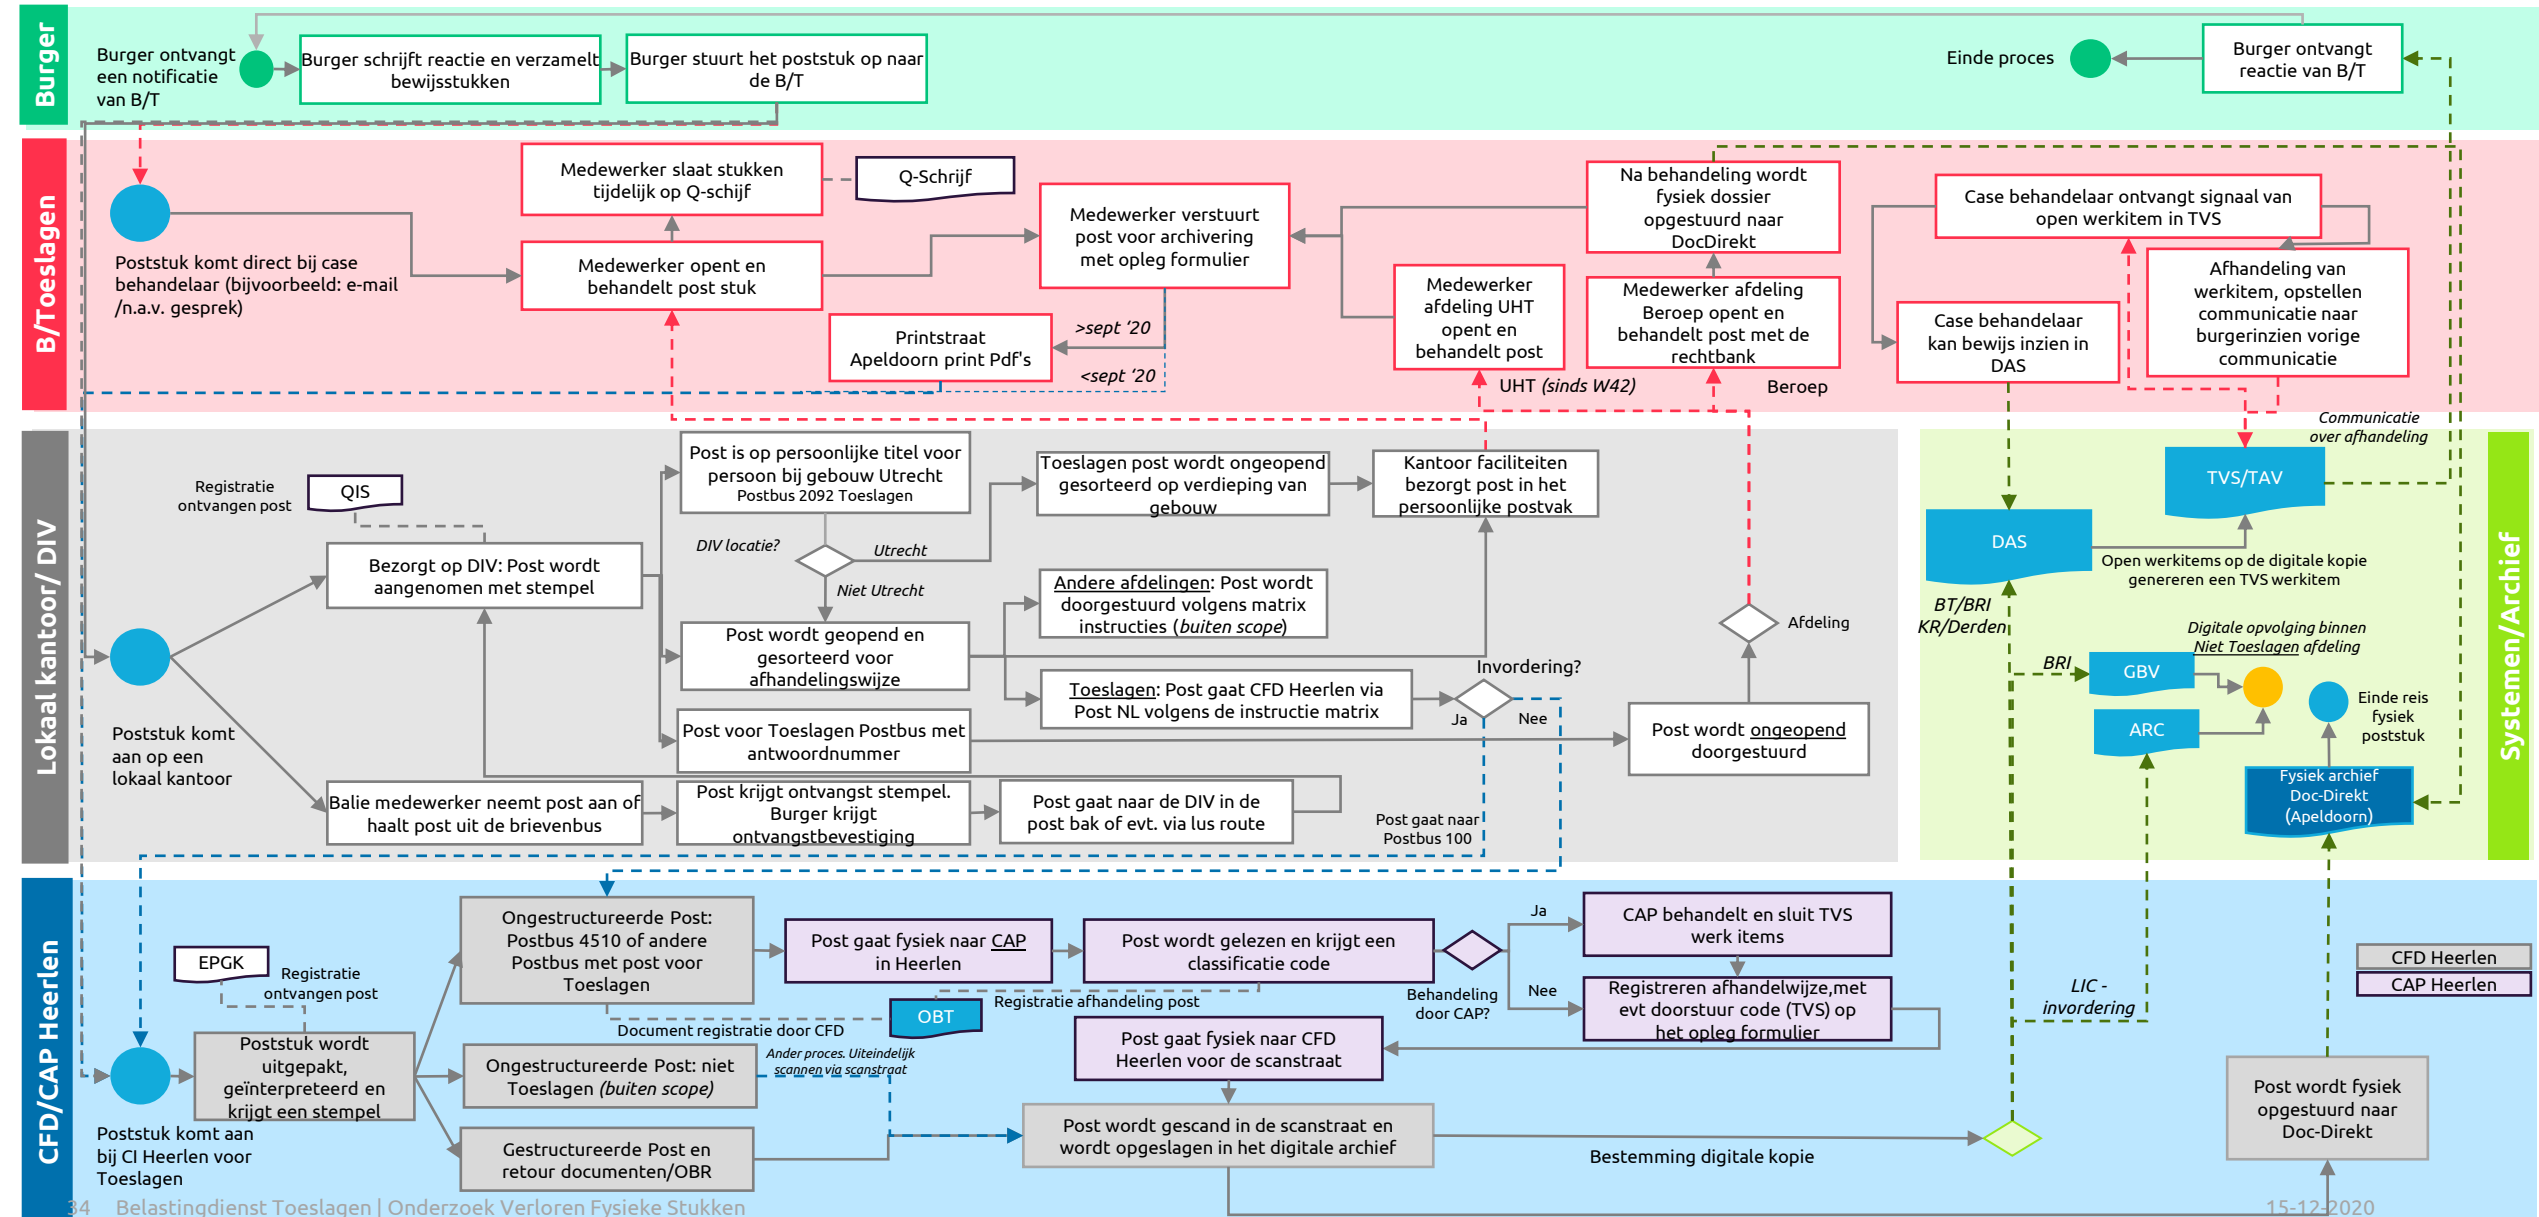 Burger
Burger ontvangt
een notificatie
van B/T
Burger schrijft reactie en verzamelt
bewijsstukken
Burger stuurt het poststuk op naar
de B/T
Einde proces
Burger ontvangt
reactie van B/T
B/Toeslagen
Poststuk komt direct bij case
behandelaar (bijvoorbeeld: e-mail
/n.a.v. gesprek)
Medewerker slaat stukken
tijdelijk op Q-schijf
Q-Schrijf
Medewerker opent en
behandelt post stuk
Medewerker verstuurt
post voor archivering
met opleg formulier
Printstraat
Apeldoorn print Pdf's
>sept '20
<sept '20
Medewerker
afdeling UHT
opent en
behandelt post
UHT (sinds W42)
Na behandeling wordt
fysiek dossier
opgestuurd naar
DocDirekt
Medewerker afdeling
Beroep opent en
behandelt post met de
rechtbank
Beroep
Case behandelaar ontvangt signaal van
open werkitem in TVS
Case behandelaar
kan bewijs inzien in
DAS
Afhandeling van
werkitem, opstellen
communicatie naar
burgerinzien vorige
communicatie
Lokaal kantoor/ DIV
Poststuk komt
aan op een
lokaal kantoor
Registratie
ontvangen post
QIS
Bezorgt op DIV: Post wordt
aangenomen met stempel
Balie medewerker neemt post aan of
haalt post uit de brievenbus
Post is op persoonlijke titel voor
persoon bij gebouw Utrecht
Postbus 2092 Toeslagen
DIV locatie?
Utrecht
Niet Utrecht
Post wordt geopend en
gesorteerd voor
afhandelingswijze
Post voor Toeslagen Postbus met
antwoordnummer
Post krijgt ontvangst stempel.
Burger krijgt
ontvangstbevestiging
Post gaat naar de DIV in de
post bak of evt. via lus route
Toeslagen post wordt ongeopend
gesorteerd op verdieping van
gebouw
Kantoor faciliteiten
bezorgt post in het
persoonlijke postvak
Andere afdelingen: Post wordt
doorgestuurd volgens matrix
instructies (buiten scope)
Toeslagen: Post gaat CFD Heerlen via
Post NL volgens de instructie matrix
Invordering?
Ja
Nee
Post gaat naar
Postbus 100
Post wordt ongeopend
doorgestuurd
Afdeling
Systemen/Archief
Communicatie
over afhandeling
TVS/TAV
DAS
Open werkitems op de digitale kopie
genereren een TVS werkitem
BT/BRI
KR/Derden
Digitale opvolging binnen
Niet Toeslagen afdeling
BRI
GBV
ARC
Einde reis
fysiek
poststuk
Fysiek archief
Doc-Direkt
(Apeldoorn)
LIC -
invordering
CFD/CAP Heerlen
Poststuk komt aan
bij CI Heerlen voor
Toeslagen
EPGK
Registratie
ontvangen post
Poststuk wordt
uitgepakt,
geïnterpreteerd en
krijgt een stempel
Ongestructureerde Post:
Postbus 4510 of andere
Postbus met post voor
Toeslagen
Ongestructureerde Post: niet
Toeslagen (buiten scope)
Gestructureerde Post en
retour documenten/OBR
Document registratie door CFD
Ander proces. Uiteindelijk
scannen via scanstraat
OBT
Registratie afhandeling post
Post gaat fysiek naar CAP
in Heerlen
Post wordt gelezen en krijgt een
classificatie code
Behandeling
door CAP?
Ja
Nee
CAP behandelt en sluit TVS
werk items
Registreren afhandelwijze,met
evt doorstuur code (TVS) op
het opleg formulier
Post gaat fysiek naar CFD
Heerlen voor de scanstraat
Post wordt gescand in de scanstraat en
wordt opgeslagen in het digitale archief
Bestemming digitale kopie
Post wordt fysiek
opgestuurd naar
Doc-Direkt
CFD Heerlen
CAP Heerlen
34 Belastingdienst Toeslagen | Onderzoek Verloren Fysieke Stukken
15-12-2020